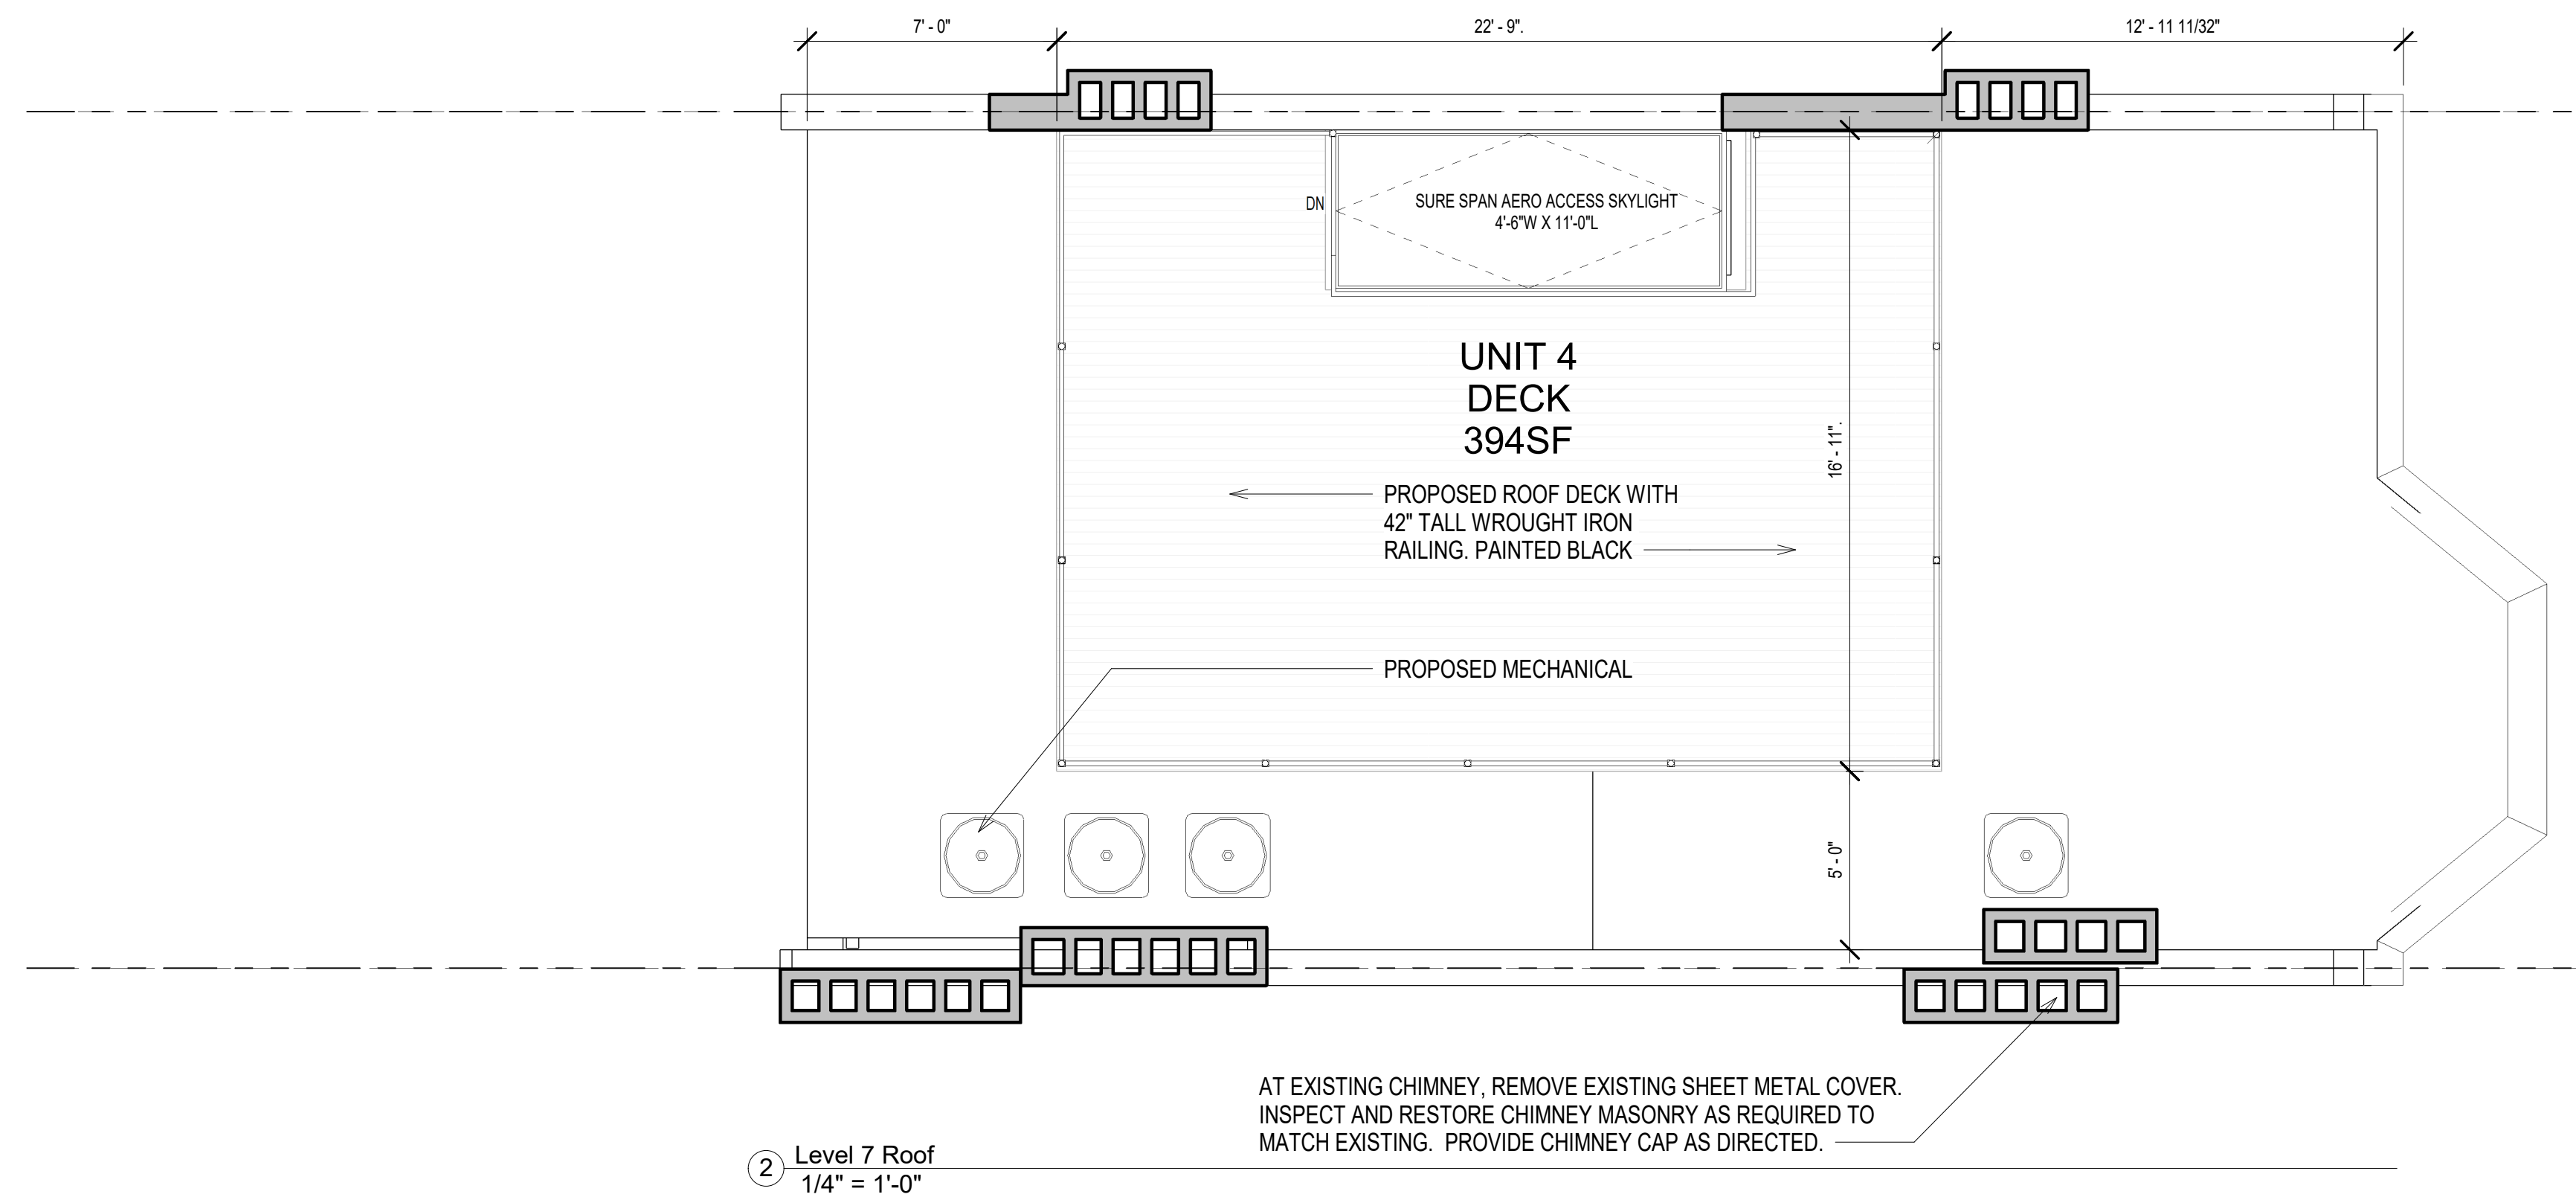 7' - 0"
22' - 9".
12' - 11 11/32"
DN
SURE SPAN AERO ACCESS SKYLIGHT
4'-6"W X 11'-0"L
UNIT 4
DECK
394SF
16' - 11".
PROPOSED ROOF DECK WITH
42" TALL WROUGHT IRON
RAILING. PAINTED BLACK
PROPOSED MECHANICAL
5' - 0"
AT EXISTING CHIMNEY, REMOVE EXISTING SHEET METAL COVER.
INSPECT AND RESTORE CHIMNEY MASONRY AS REQUIRED TO
MATCH EXISTING. PROVIDE CHIMNEY CAP AS DIRECTED.
2
Level 7 Roof
1/4" = 1'-0"